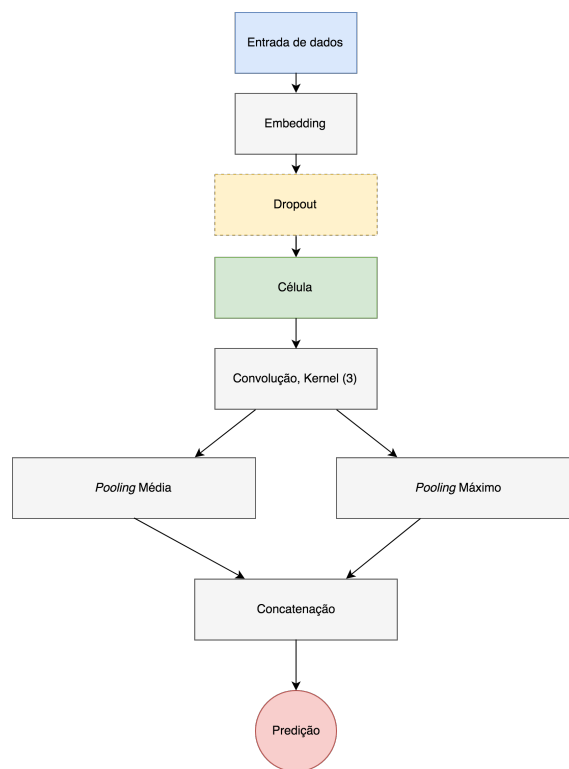 Entrada de dados
Embedding
Dropout
Célula
Convolução, Kernel (3)
Pooling Média
Pooling Máximo
Concatenação
Predição